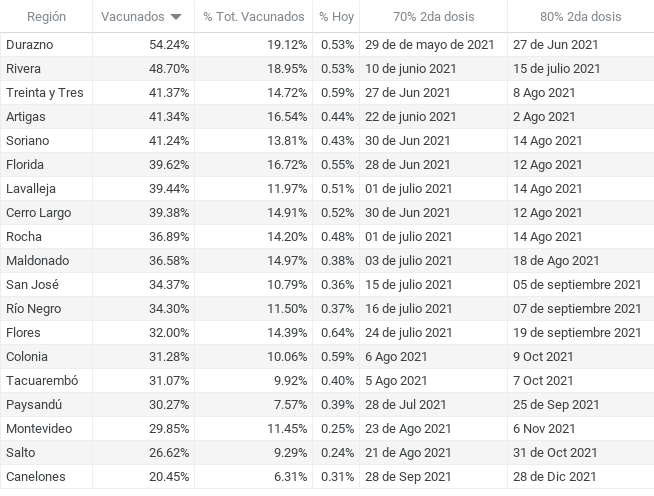 Región Vacunados % Tot. Vacunados % Hoy 70% 2da dosis 80% 2da dosis
Durazno 54.24% 19.12% 0.53% 29 de de mayo de 2021 27 de Jun 2021
Rivera 48.70% 18.95% 0.53% 10 de junio 2021 15 de julio 2021
Treinta y Tres 41.37% 14.72% 0.59% 27 de Jun 2021 8 Ago 2021
Artigas 41.34% 16.54% 0.44% 22 de junio 2021 2 Ago 2021
Soriano 41.24% 13.81% 0.43% 30 de Jun 2021 14 Ago 2021
Florida 39.62% 16.72% 0.55% 28 de Jun 2021 12 Ago 2021
Lavalleja 39.44% 11.97% 0.51% 01 de julio 2021 14 Ago 2021
Cerro Largo 39.38% 14.91% 0.52% 30 de Jun 2021 12 Ago 2021
Rocha 36.89% 14.20% 0.48% 01 de julio 2021 14 Ago 2021
Maldonado 36.58% 14.97% 0.38% 03 de julio 2021 18 de Ago 2021
San José 34.37% 10.79% 0.36% 15 de julio 2021 05 de septiembre 2021
Río Negro 34.30% 11.50% 0.37% 16 de julio 2021 07 de septiembre 2021
Flores 32.00% 14.39% 0.64% 24 de julio 2021 19 de septiembre 2021
Colonia 31.28% 10.06% 0.59% 6 Ago 2021 9 Oct 2021
Tacuarembó 31.07% 9.92% 0.40% 5 Ago 2021 7 Oct 2021
Paysandú 30.27% 7.57% 0.39% 28 de Jul 2021 25 de Sep 2021
Montevideo 29.85% 11.45% 0.25% 23 de Ago 2021 6 Nov 2021
Salto 26.62% 9.29% 0.24% 21 de Ago 2021 31 de Oct 2021
Canelones 20.45% 6.31% 0.31% 28 de Sep 2021 28 de Dic 2021